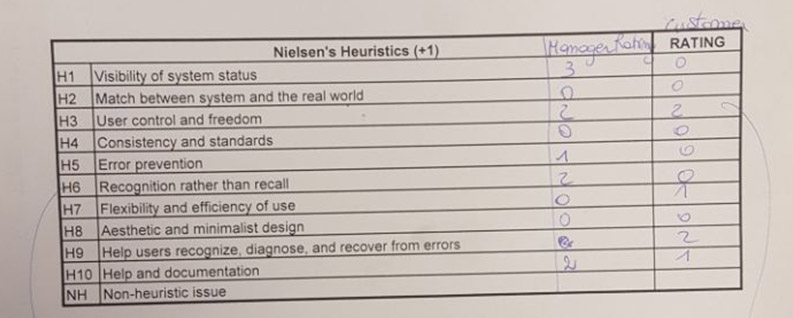 Customer
Nielsen's Heuristics (+1) Manager Rating RATING
H1 Visibility of system status 3 0
H2 Match between system and the real world 0 0
H3 User control and freedom 2 2
H4 Consistency and standards 0 0
H5 Error prevention 1 0
H6 Recognition rather than recall 2 0
H7 Flexibility and efficiency of use 0 1
H8 Aesthetic and minimalist design 0 0
H9 Help users recognize, diagnose, and recover from errors 2
H10 Help and documentation 2 1
NH Non-heuristic issue